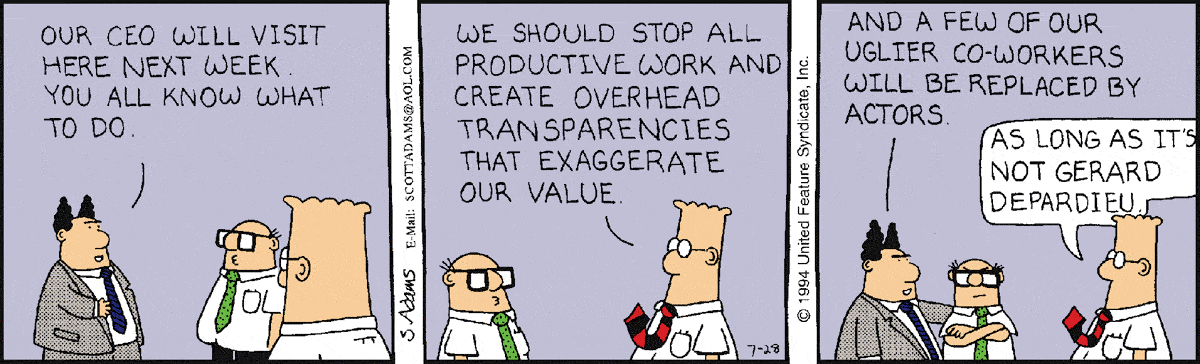 OUR CEO WILL VISIT
HERE NEXT WEEK.
YOU ALL KNOW WHAT
TO DO.
S Adams
E-Mail: SCOTTADAMS@AOL.COM
WE SHOULD STOP ALL
PRODUCTIVE WORK AND
CREATE OVERHEAD
TRANSPARENCIES
THAT EXAGGERATE
OUR VALUE.
7-28
© 1994 United Feature Syndicate, Inc.
AND A FEW OF OUR
UGLIER CO-WORKERS
WILL BE REPLACED BY
ACTORS.
AS LONG AS IT'S
NOT GERARD
DEPARDIEU.